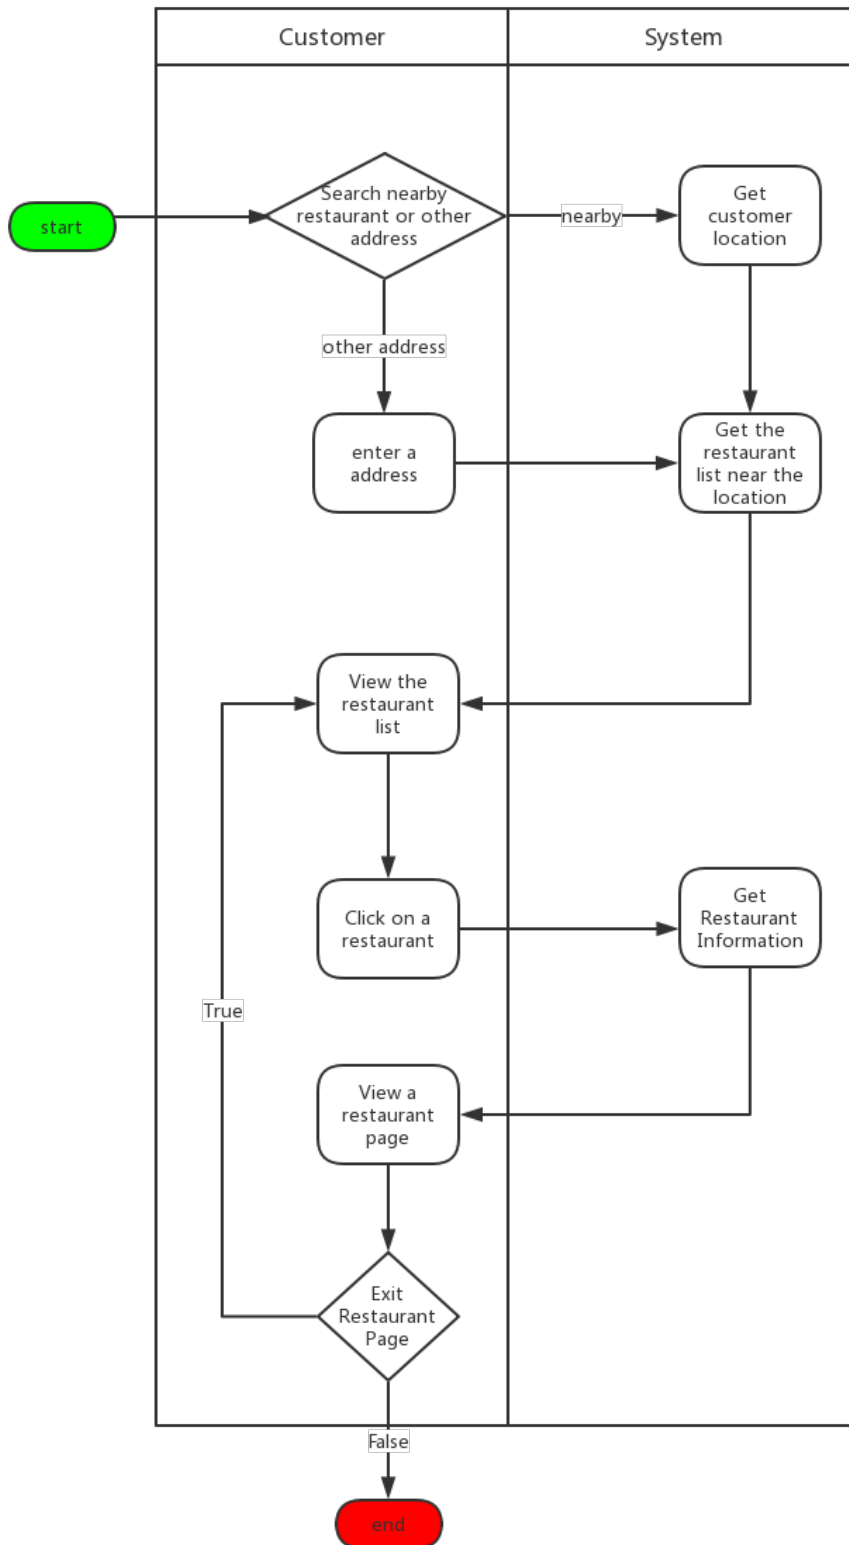 Customer
System
start
Search nearby
restaurant or other
address
nearby
Get
customer
location
other address
enter a
address
Get the
restaurant
list near the
location
View the
restaurant
list
Click on a
restaurant
Get
Restaurant
Information
True
View a
restaurant
page
Exit
Restaurant
Page
False
end